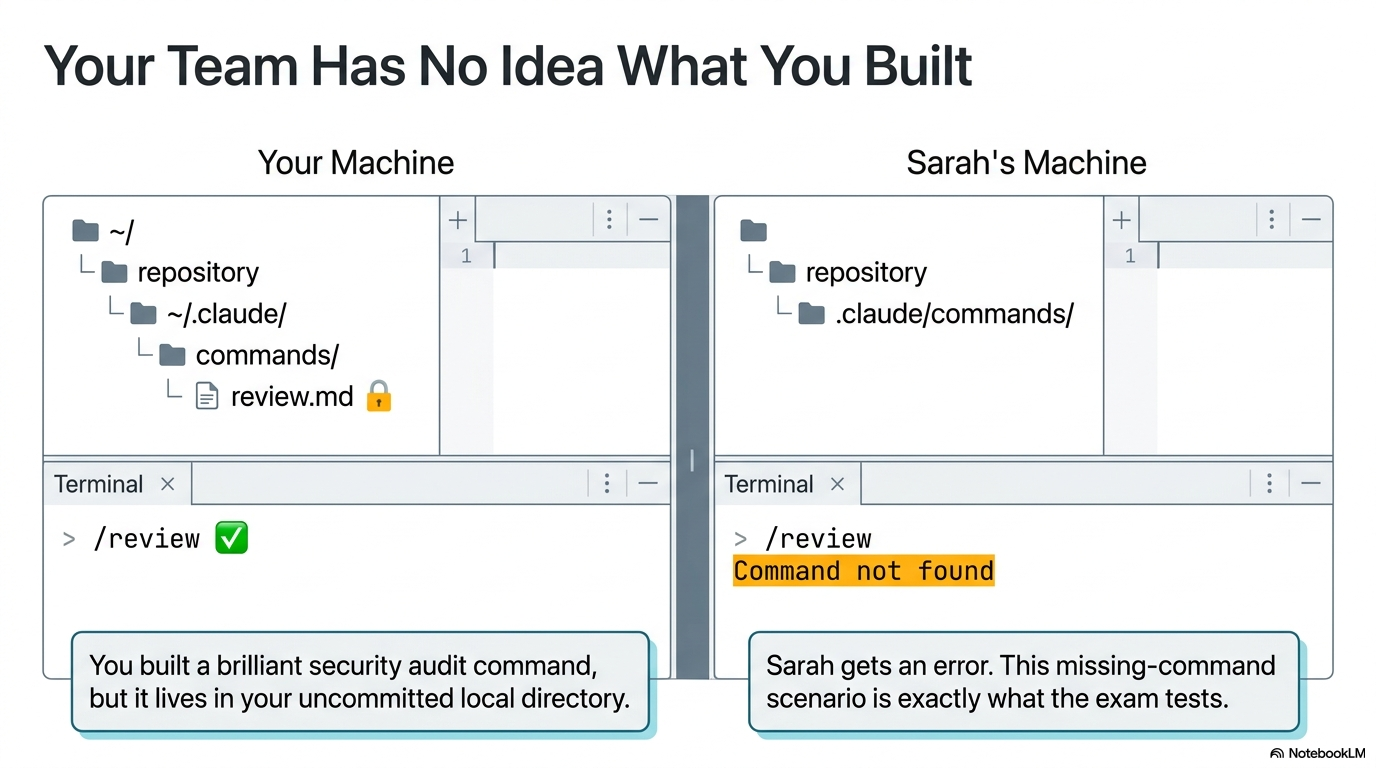 Your Team Has No Idea What You Built
Your Machine
~/
repository
~/.claude/
commands/
review.md
1
Terminal ×
> /review
You built a brilliant security audit command,
but it lives in your uncommitted local directory.
Sarah's Machine
repository
.claude/commands/
1
Terminal ×
> /review
Command not found
Sarah gets an error. This missing-command
scenario is exactly what the exam tests.
NotebookLM